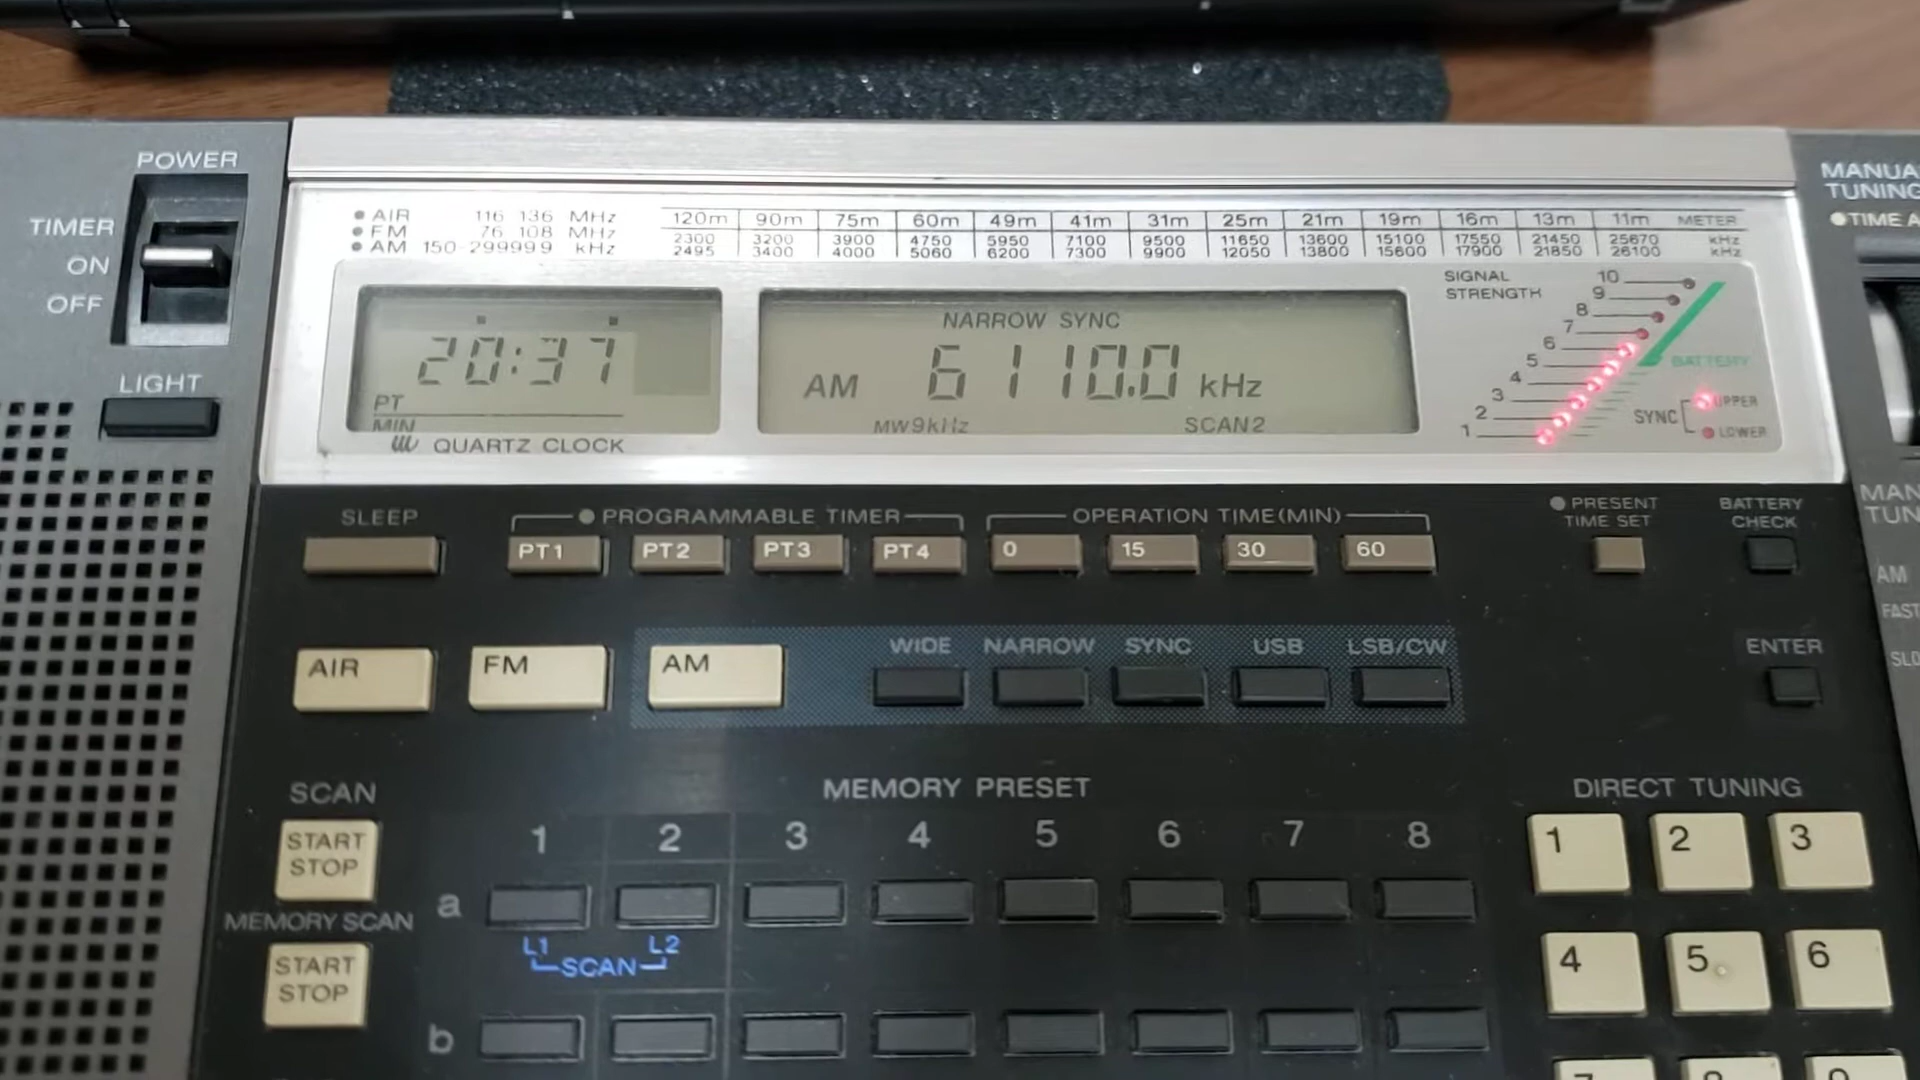 POWER
TIMER
ON
OFF
LIGHT
AIR 116 136 MHz
FM 76 108 MHz
AM 150-299999 kHz
120m 90m 75m 60m 49m 41m 31m 25m 21m 19m 16m 13m 11m METER
2300 3200 3900 4750 5950 7100 9500 11650 13600 15100 17550 21450 25670 kHz
2495 3400 4000 5060 6200 7300 9900 12050 13800 15600 17900 21850 26100 kHz
20:37
PT
MIN
QUARTZ CLOCK
NARROW SYNC
AM 6110.0 kHz
MW9kHz SCAN2
SIGNAL
STRENGTH
10
9
8
7
6
5
4
3
2
1
BATTERY
SYNC
UPPER
LOWER
TUNING
TIME
SLEEP
PROGRAMMABLE TIMER
OPERATION TIME(MIN)
PRESENT
TIME SET
BATTERY
CHECK
PT1 PT2 PT3 PT4 0 15 30 60
AM
FAST
AIR FM AM
WIDE NARROW SYNC USB LSB/CW
ENTER
SCAN
START
STOP
MEMORY SCAN
START
STOP
MEMORY PRESET
1 2 3 4 5 6 7 8
a
L1 L2
SCAN
b
DIRECT TUNING
1 2 3
4 5 6